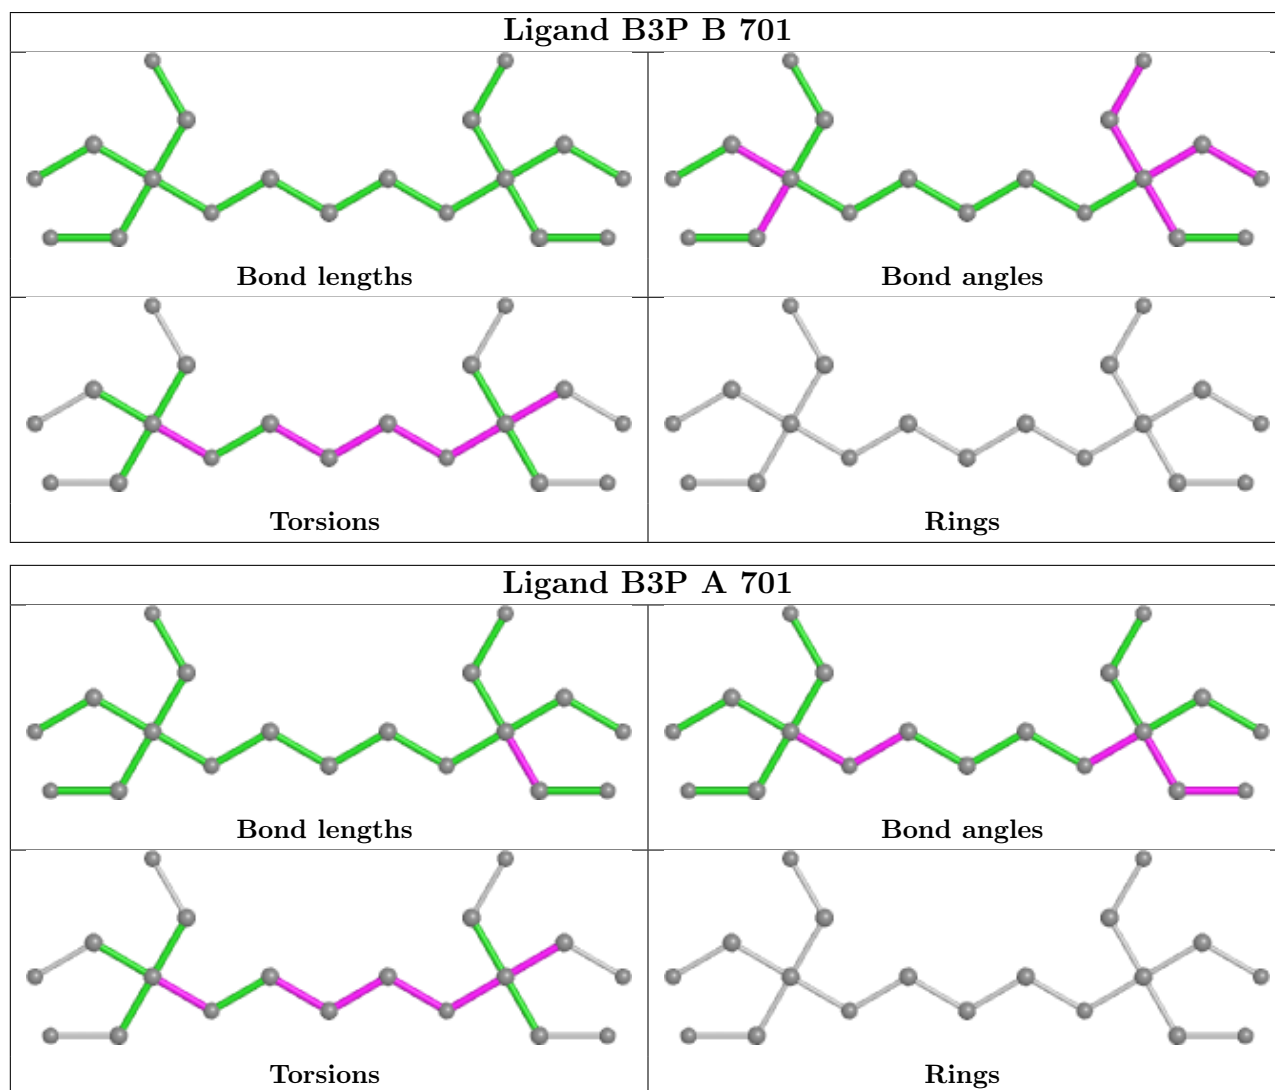 Ligand B3P B 701
Bond lengths
Bond angles
Torsions
Rings
Ligand B3P A 701
Bond lengths
Bond angles
Torsions
Rings